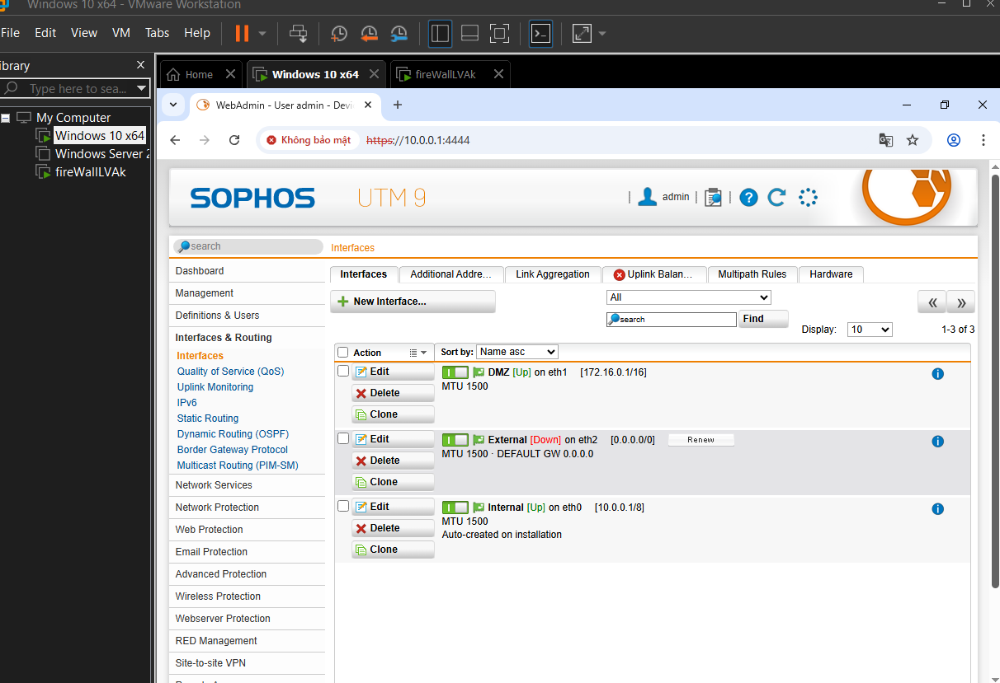 Windows 10 x64 - VMware Workstation
File Edit View VM Tabs Help
ibrary
Home
Windows 10 x64
fireWallLVAk
Type here to sea...
My Computer
Windows 10 x64
Windows Server 2
fireWallLVAk
WebAdmin - User admin - Devi
Không bảo mật
https://10.0.0.1:4444
SOPHOS
UTM 9
admin
search
Interfaces
Dashboard
Management
Definitions & Users
Interfaces & Routing
Interfaces
Quality of Service (QoS)
Uplink Monitoring
IPv6
Static Routing
Dynamic Routing (OSPF)
Border Gateway Protocol
Multicast Routing (PIM-SM)
Network Services
Network Protection
Web Protection
Email Protection
Advanced Protection
Wireless Protection
Webserver Protection
RED Management
Site-to-site VPN
Interfaces
Additional Addre...
Link Aggregation
Uplink Balan...
Multipath Rules
Hardware
New Interface...
All
search
Find
Display: 10
1-3 of 3
Action
Sort by: Name asc
Edit
DMZ [Up] on eth1 [172.16.0.1/16]
MTU 1500
Delete
Clone
Edit
External [Down] on eth2 [0.0.0.0/0] Renew
MTU 1500 · DEFAULT GW 0.0.0.0
Delete
Clone
Edit
Internal [Up] on eth0 [10.0.0.1/8]
MTU 1500
Auto-created on installation
Delete
Clone